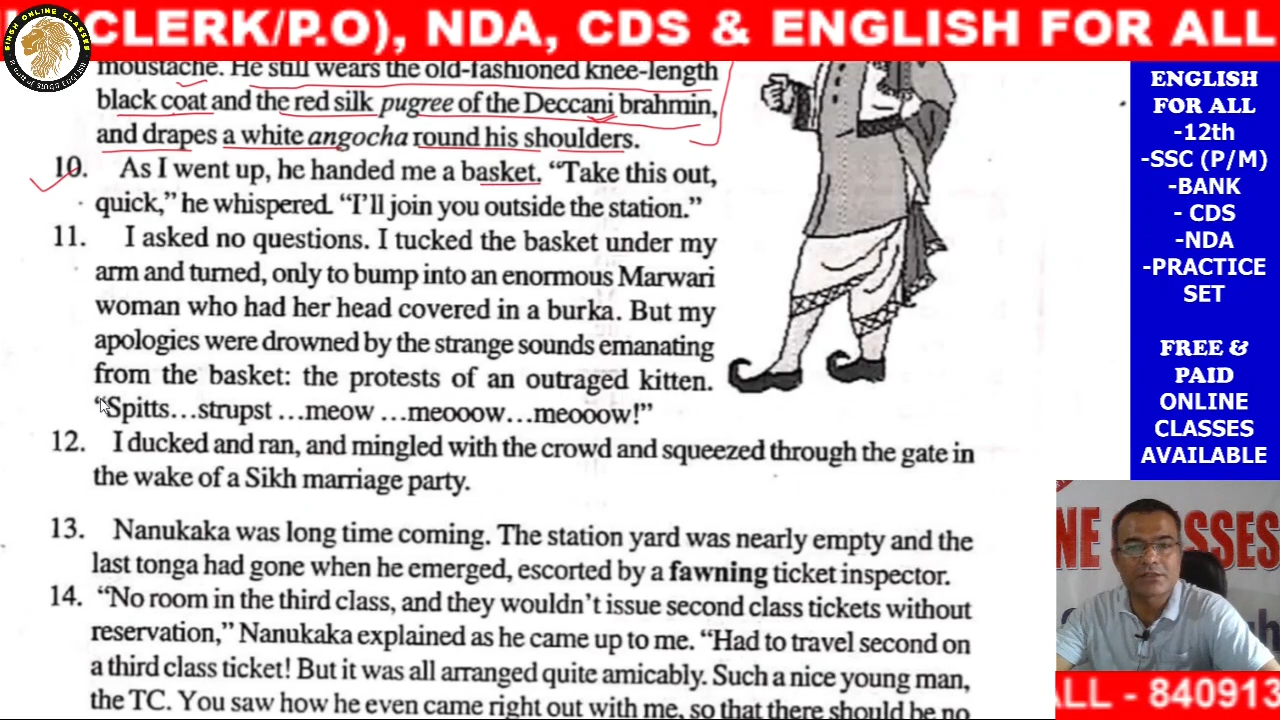 (CLERK/P.O), NDA, CDS & ENGLISH FOR ALL
SINGH ONLINE CLASSES
moustache. He still wears the old-fashioned knee-length
black coat and the red silk pugree of the Deccani brahmin,
and drapes a white angocha round his shoulders.
10. As I went up, he handed me a basket. “Take this out,
quick,” he whispered. “I’ll join you outside the station.”
11. I asked no questions. I tucked the basket under my
arm and turned, only to bump into an enormous Marwari
woman who had her head covered in a burka. But my
apologies were drowned by the strange sounds emanating
from the basket: the protests of an outraged kitten.
“Spitts…strupst …meow …meooow…meooow!”
12. I ducked and ran, and mingled with the crowd and squeezed through the gate in
the wake of a Sikh marriage party.
13. Nanukaka was long time coming. The station yard was nearly empty and the
last tonga had gone when he emerged, escorted by a fawning ticket inspector.
14. “No room in the third class, and they wouldn’t issue second class tickets without
reservation,” Nanukaka explained as he came up to me. “Had to travel second on
a third class ticket! But it was all arranged quite amicably. Such a nice young man,
the TC. You saw how he even came right out with me, so that there should be no
ENGLISH
FOR ALL
-12th
-SSC (P/M)
-BANK
- CDS
-NDA
-PRACTICE
SET
FREE &
PAID
ONLINE
CLASSES
AVAILABLE
NE
SSES
ALL - 840913